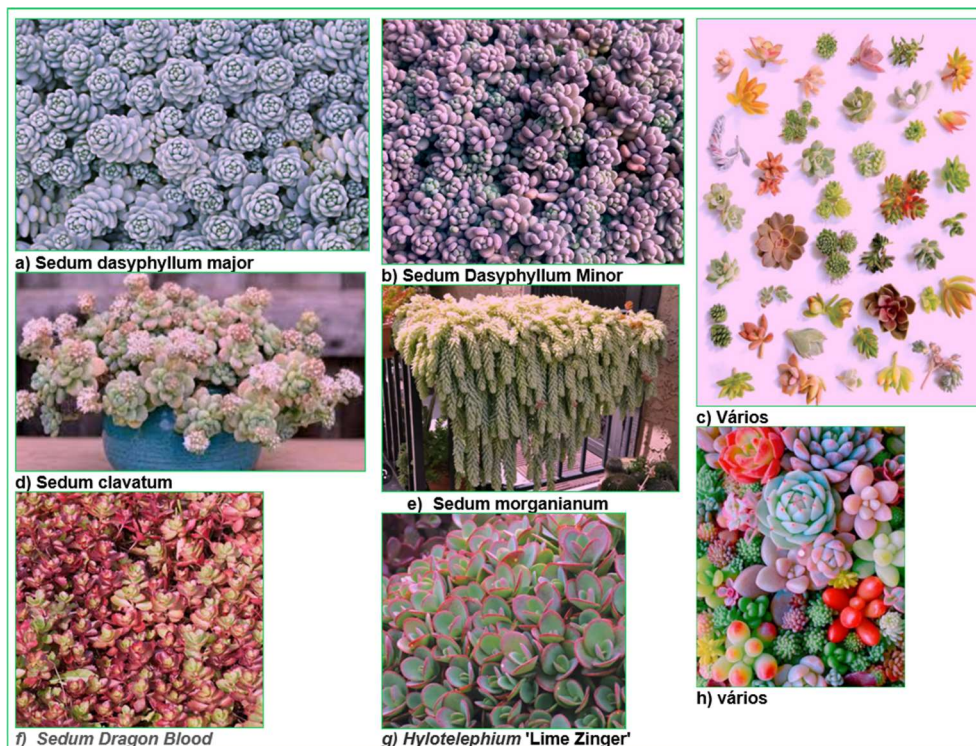 a) Sedum dasyphyllum major
b) Sedum Dasyphyllum Minor
c) Vários
d) Sedum clavatum
e) Sedum morganianum
f) Sedum Dragon Blood
g) Hylotelephium 'Lime Zinger'
h) vários